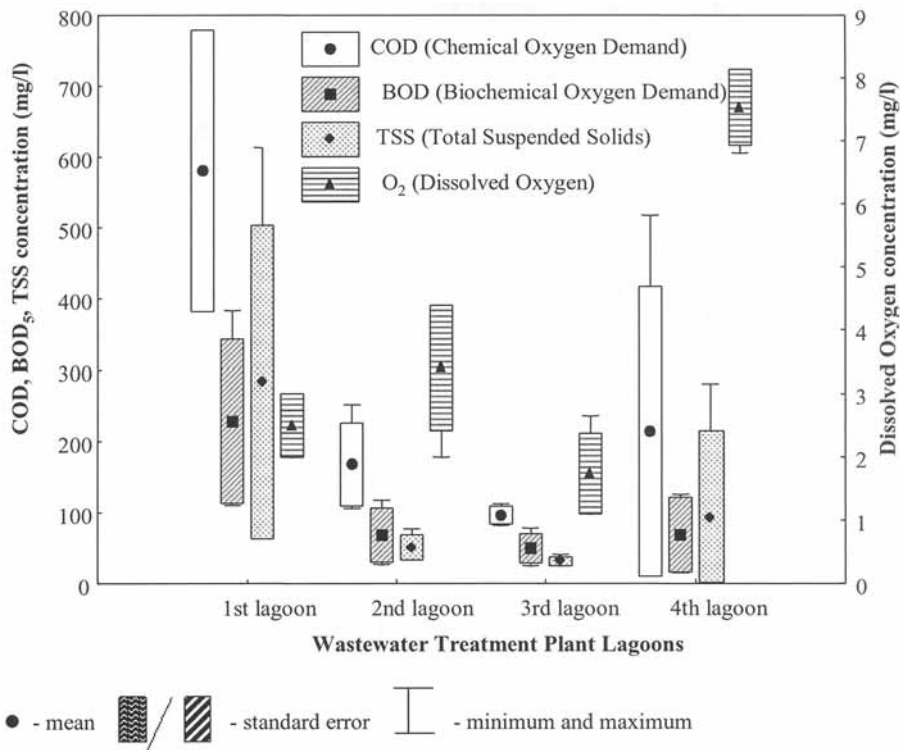 800
700
600
500
400
300
200
100
0
COD, BOD5, TSS concentration (mg/l)
COD (Chemical Oxygen Demand)
BOD (Biochemical Oxygen Demand)
TSS (Total Suspended Solids)
O2 (Dissolved Oxygen)
9
8
7
6
5
4
3
2
1
0
Dissolved Oxygen concentration (mg/l)
1st lagoon 2nd lagoon 3rd lagoon 4th lagoon
Wastewater Treatment Plant Lagoons
- mean / - standard error - minimum and maximum